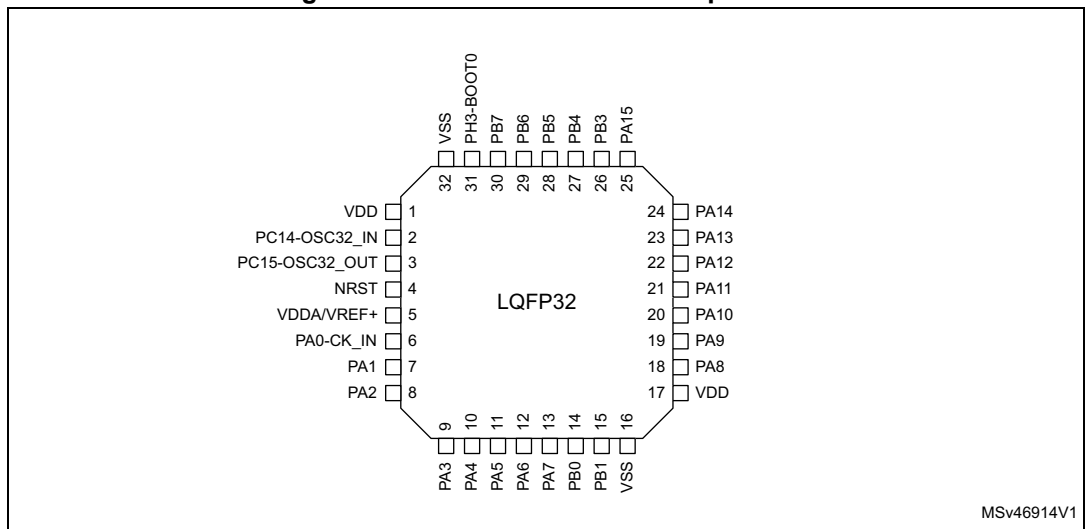 VSS
PH3-BOOT0
PB7
PB6
PB5
PB4
PB3
PA15
32
31
30
29
28
27
26
25
VDD 1
PC14-OSC32_IN 2
PC15-OSC32_OUT 3
NRST 4
VDDA/VREF+ 5
PA0-CK_IN 6
PA1 7
PA2 8
LQFP32
24 PA14
23 PA13
22 PA12
21 PA11
20 PA10
19 PA9
18 PA8
17 VDD
9
10
11
12
13
14
15
16
PA3
PA4
PA5
PA6
PA7
PB0
PB1
VSS
MSv46914V1